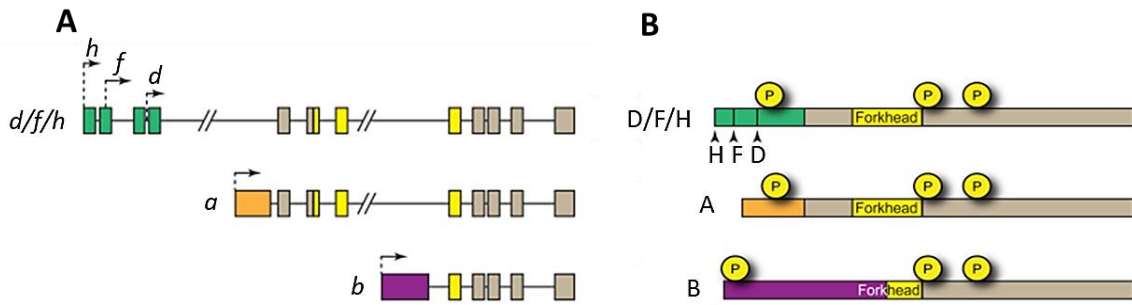 A
h
f
d
d/f/h
a
b
B
P P P
D/F/H Forkhead
H F D
P P P
A Forkhead
P P P
B Forkhead